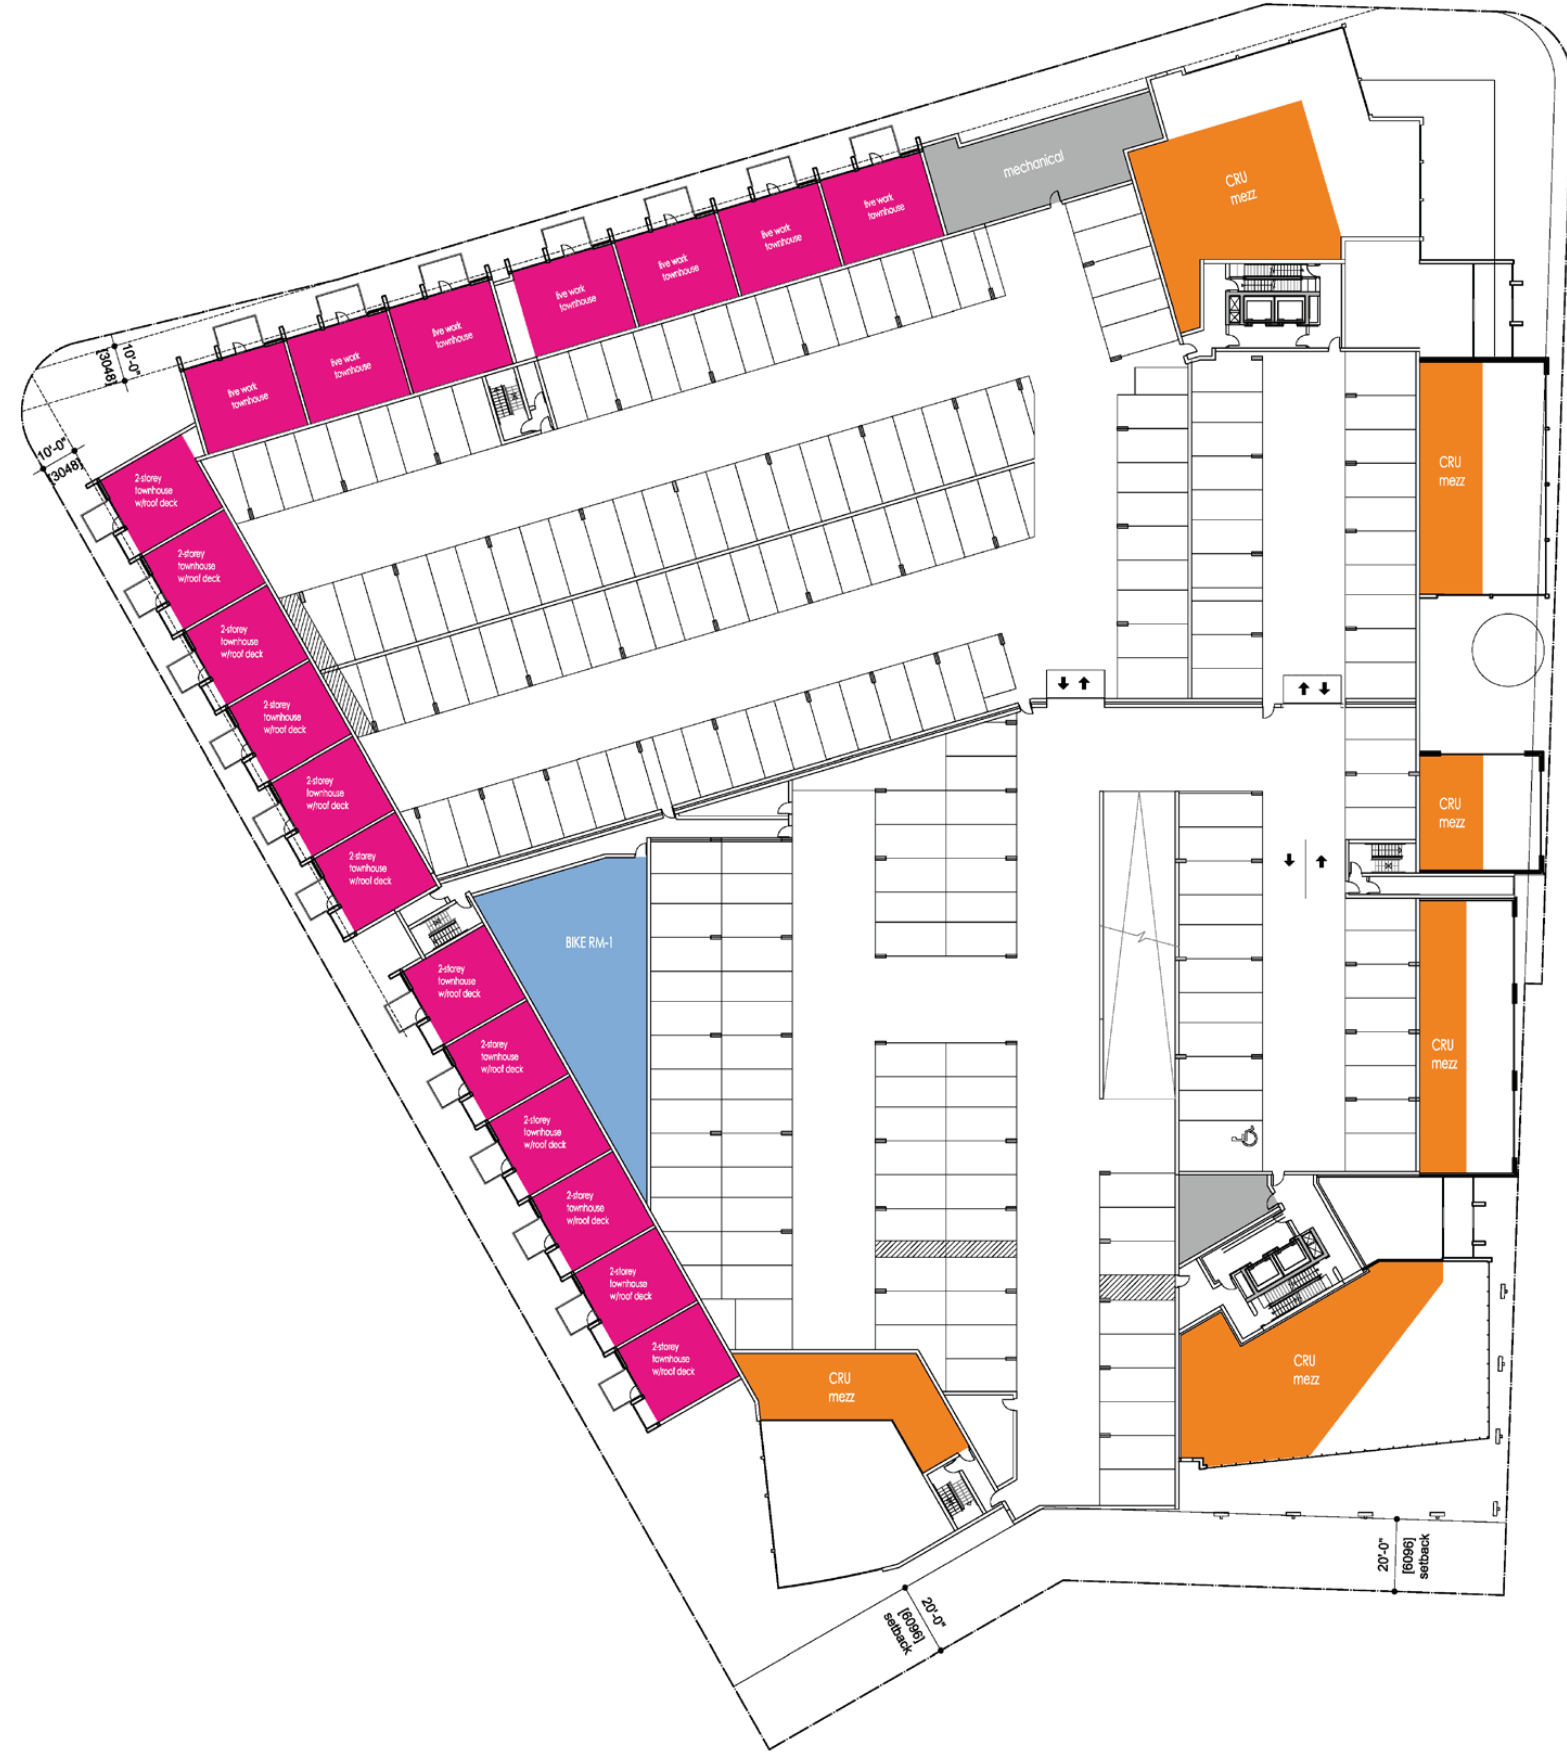 mechanical
CRU
mezz
live work
townhouse
live work
townhouse
live work
townhouse
live work
townhouse
live work
townhouse
live work
townhouse
live work
townhouse
live work
townhouse
10'-0"
[3048]
10'-0"
[3048]
2-storey
townhouse
w/roof deck
2-storey
townhouse
w/roof deck
2-storey
townhouse
w/roof deck
2-storey
townhouse
w/roof deck
2-storey
townhouse
w/roof deck
2-storey
townhouse
w/roof deck
CRU
mezz
CRU
mezz
BIKE RM-1
2-storey
townhouse
w/roof deck
2-storey
townhouse
w/roof deck
2-storey
townhouse
w/roof deck
2-storey
townhouse
w/roof deck
2-storey
townhouse
w/roof deck
2-storey
townhouse
w/roof deck
CRU
mezz
CRU
mezz
CRU
mezz
20'-0"
[6096]
setback
20'-0"
[6096]
setback